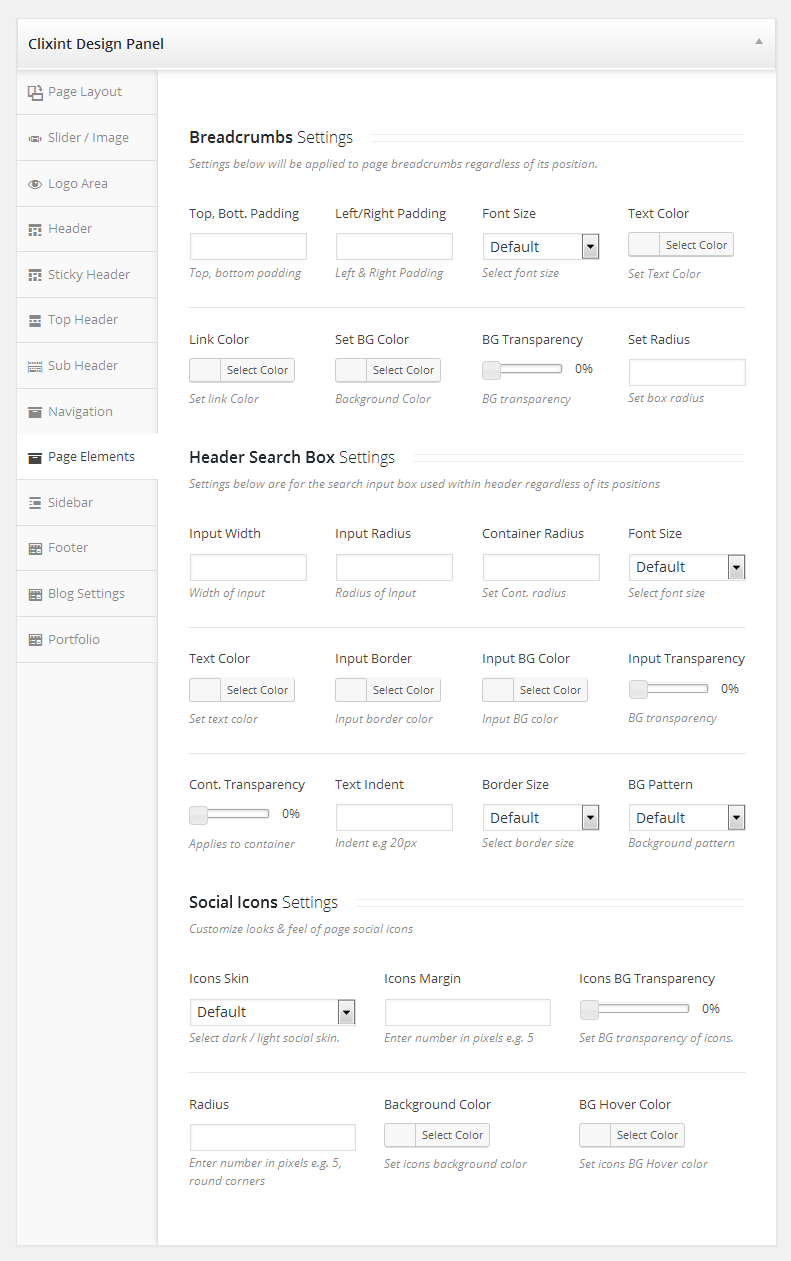 Clixint Design Panel
Page Layout
Slider / Image
Logo Area
Header
Sticky Header
Top Header
Sub Header
Navigation
Page Elements
Sidebar
Footer
Blog Settings
Portfolio
Breadcrumbs Settings
Settings below will be applied to page breadcrumbs regardless of its position.
Top, Bott. Padding Left/Right Padding Font Size Text Color
Default Select Color
Top, bottom padding Left & Right Padding Select font size Set Text Color
Link Color Set BG Color BG Transparency Set Radius
Select Color Select Color 0%
Set link Color Background Color BG transparency Set box radius
Header Search Box Settings
Settings below are for the search input box used within header regardless of its positions
Input Width Input Radius Container Radius Font Size
Default
Width of input Radius of Input Set Cont. radius Select font size
Text Color Input Border Input BG Color Input Transparency
Select Color Select Color Select Color 0%
Set text color Input border color Input BG color BG transparency
Cont. Transparency Text Indent Border Size BG Pattern
0% Default Default
Applies to container Indent e.g 20px Select border size Background pattern
Social Icons Settings
Customize looks & feel of page social icons
Icons Skin Icons Margin Icons BG Transparency
Default 0%
Select dark / light social skin. Enter number in pixels e.g. 5 Set BG transparency of icons.
Radius Background Color BG Hover Color
Select Color Select Color
Enter number in pixels e.g. 5, Set icons background color Set icons BG Hover color
round corners